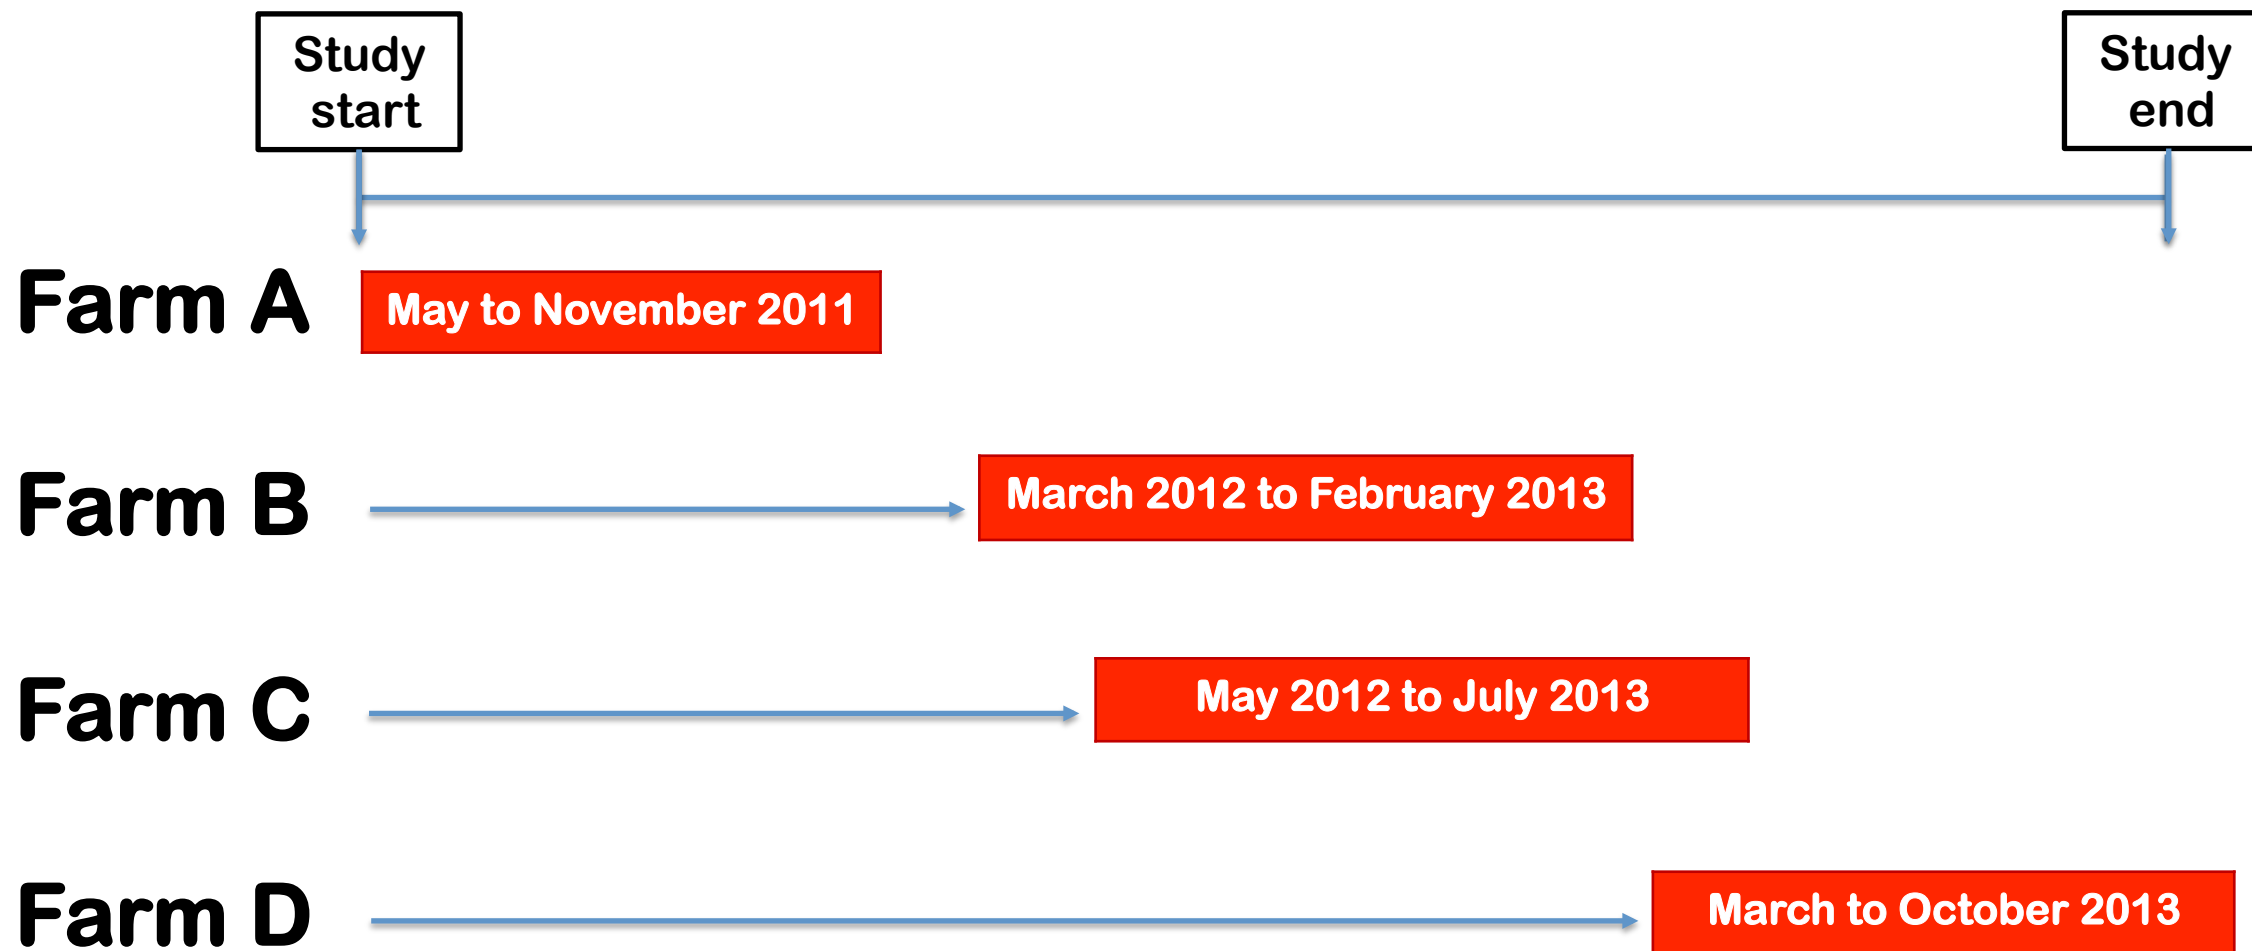 Study
start
Study
end
Farm A
May to November 2011
Farm B
March 2012 to February 2013
Farm C
May 2012 to July 2013
Farm D
March to October 2013